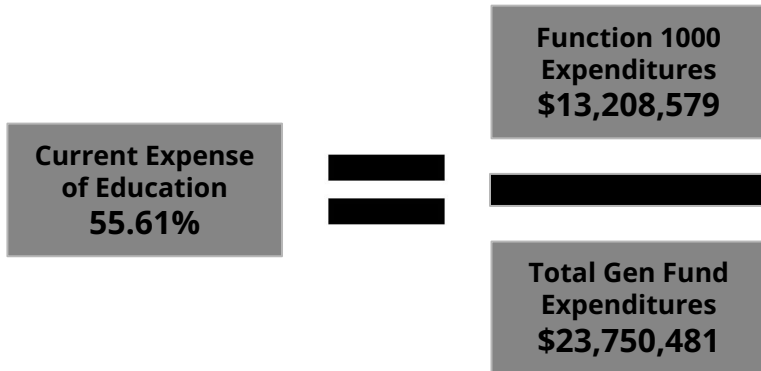 Current Expense
of Education
55.61%
Function 1000
Expenditures
$13,208,579
Total Gen Fund
Expenditures
$23,750,481